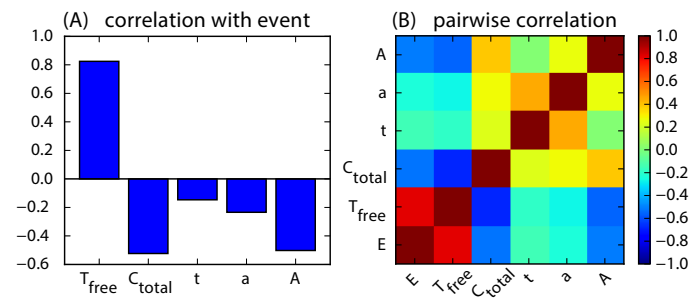 (A) correlation with event
1.0
0.8
0.6
0.4
0.2
0.0
−0.2
−0.4
−0.6
T_free C_total t a A
(B) pairwise correlation
A
a
t
C_total
T_free
E
E T_free C_total t a A
1.0
0.8
0.6
0.4
0.2
0.0
−0.2
−0.4
−0.6
−0.8
−1.0